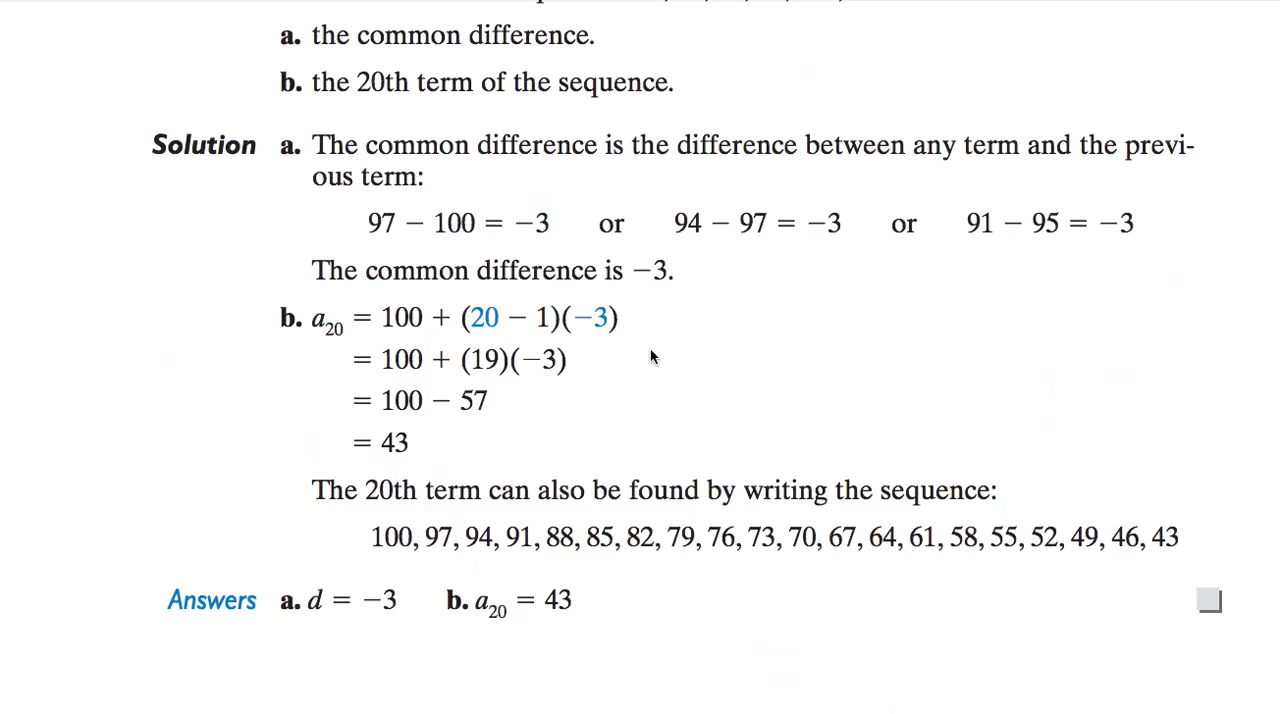 a. the common difference.
b. the 20th term of the sequence.
Solution a. The common difference is the difference between any term and the previ-
ous term:
97 − 100 = −3 or 94 − 97 = −3 or 91 − 95 = −3
The common difference is −3.
b. a₂₀ = 100 + (20 − 1)(−3)
= 100 + (19)(−3)
= 100 − 57
= 43
The 20th term can also be found by writing the sequence:
100, 97, 94, 91, 88, 85, 82, 79, 76, 73, 70, 67, 64, 61, 58, 55, 52, 49, 46, 43
Answers a. d = −3 b. a₂₀ = 43